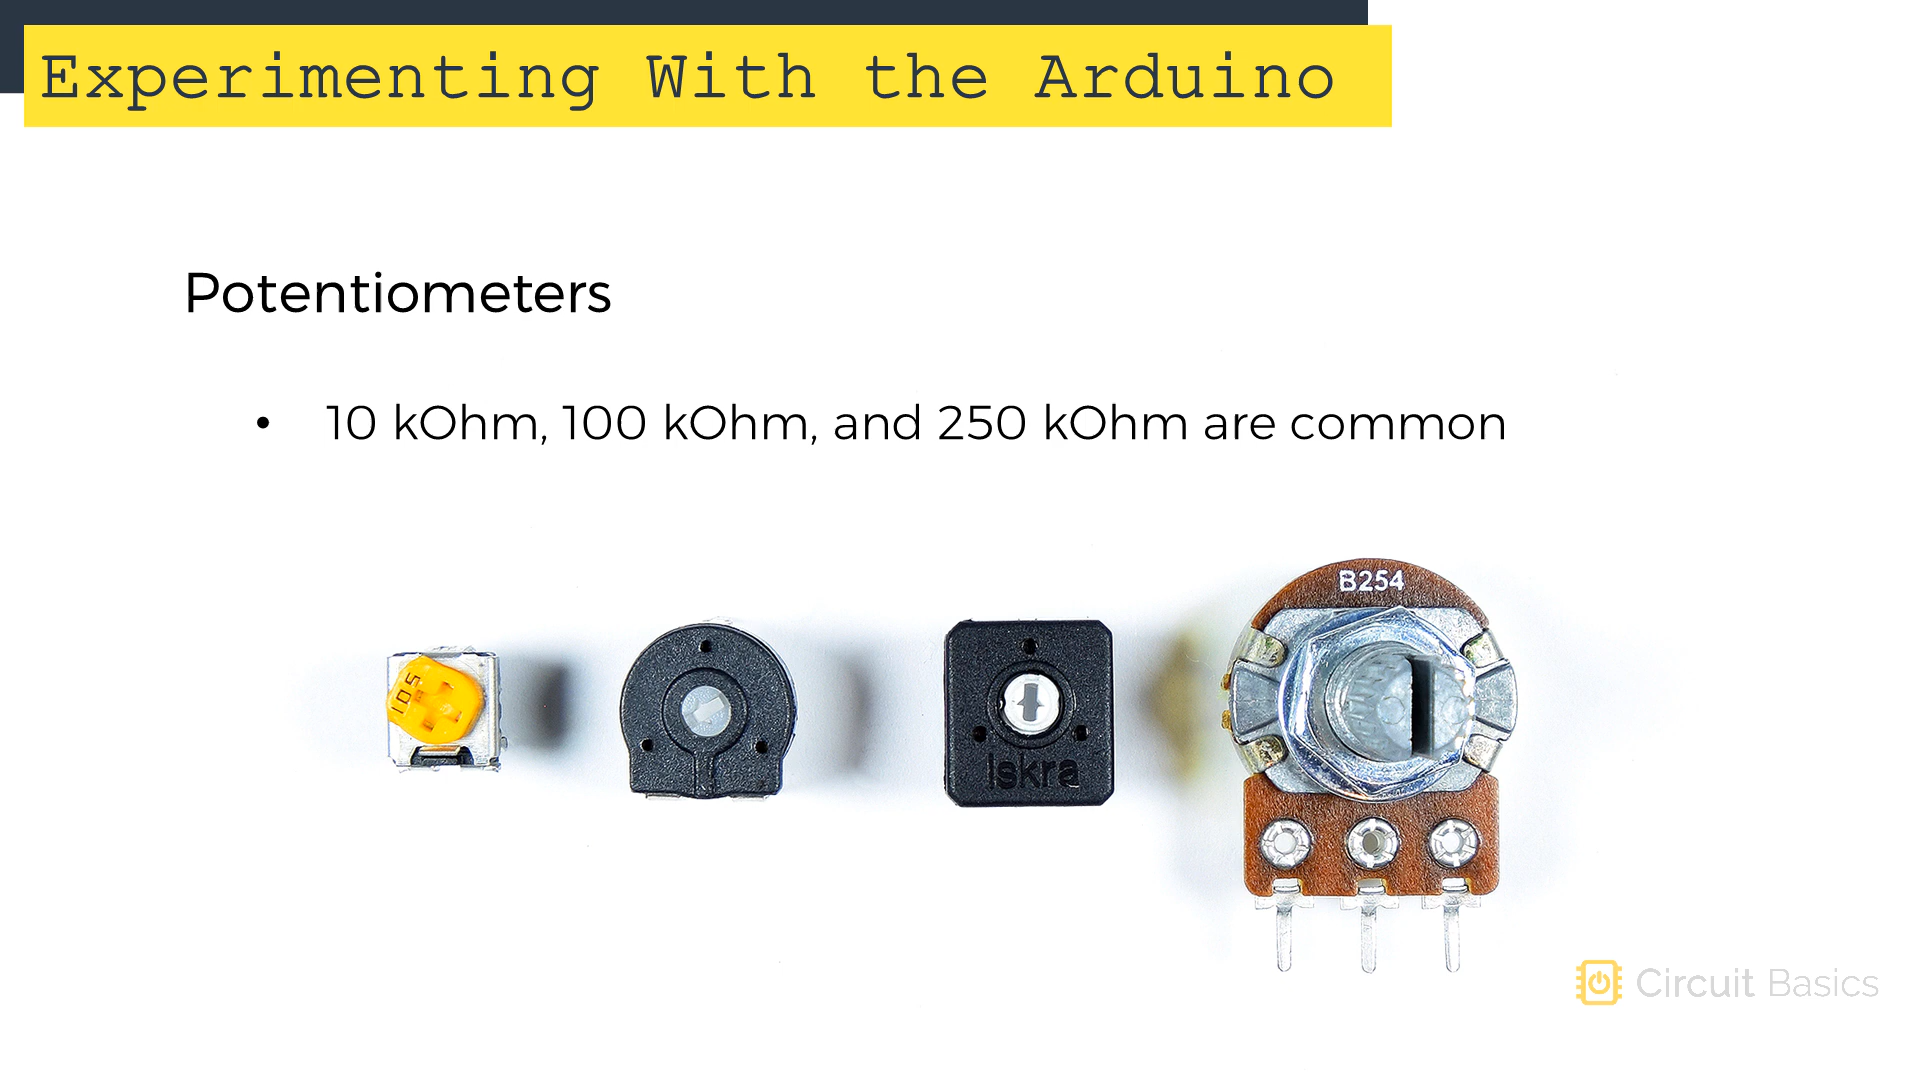 Experimenting With the Arduino
Potentiometers
• 10 kOhm, 100 kOhm, and 250 kOhm are common
B254
105
Iskra
Circuit Basics